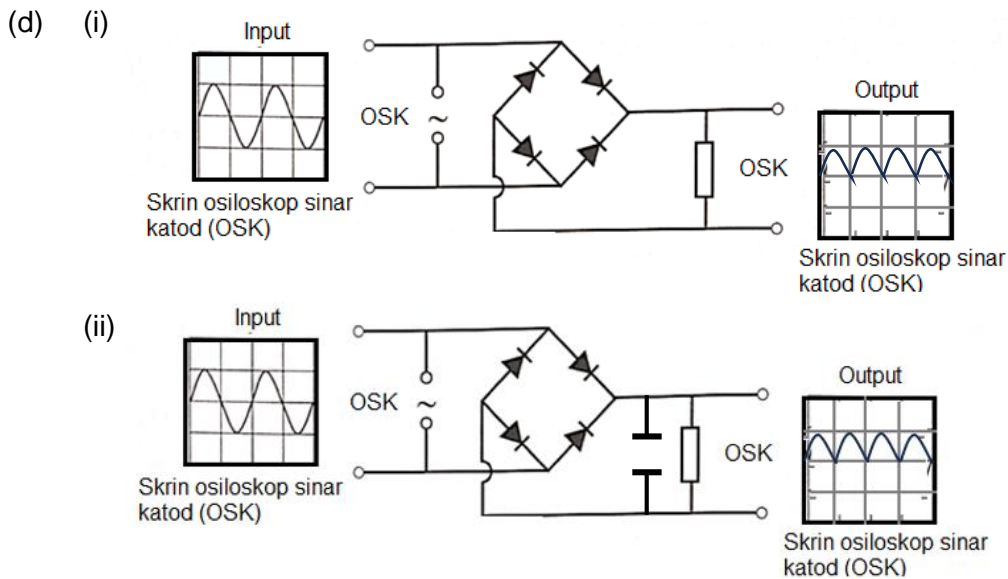 (d) (i)
Input
OSK ~
Skrin osiloskop sinar
katod (OSK)
OSK
Output
Skrin osiloskop sinar
katod (OSK)
(ii)
Input
OSK ~
Skrin osiloskop sinar
katod (OSK)
OSK
Output
Skrin osiloskop sinar
katod (OSK)